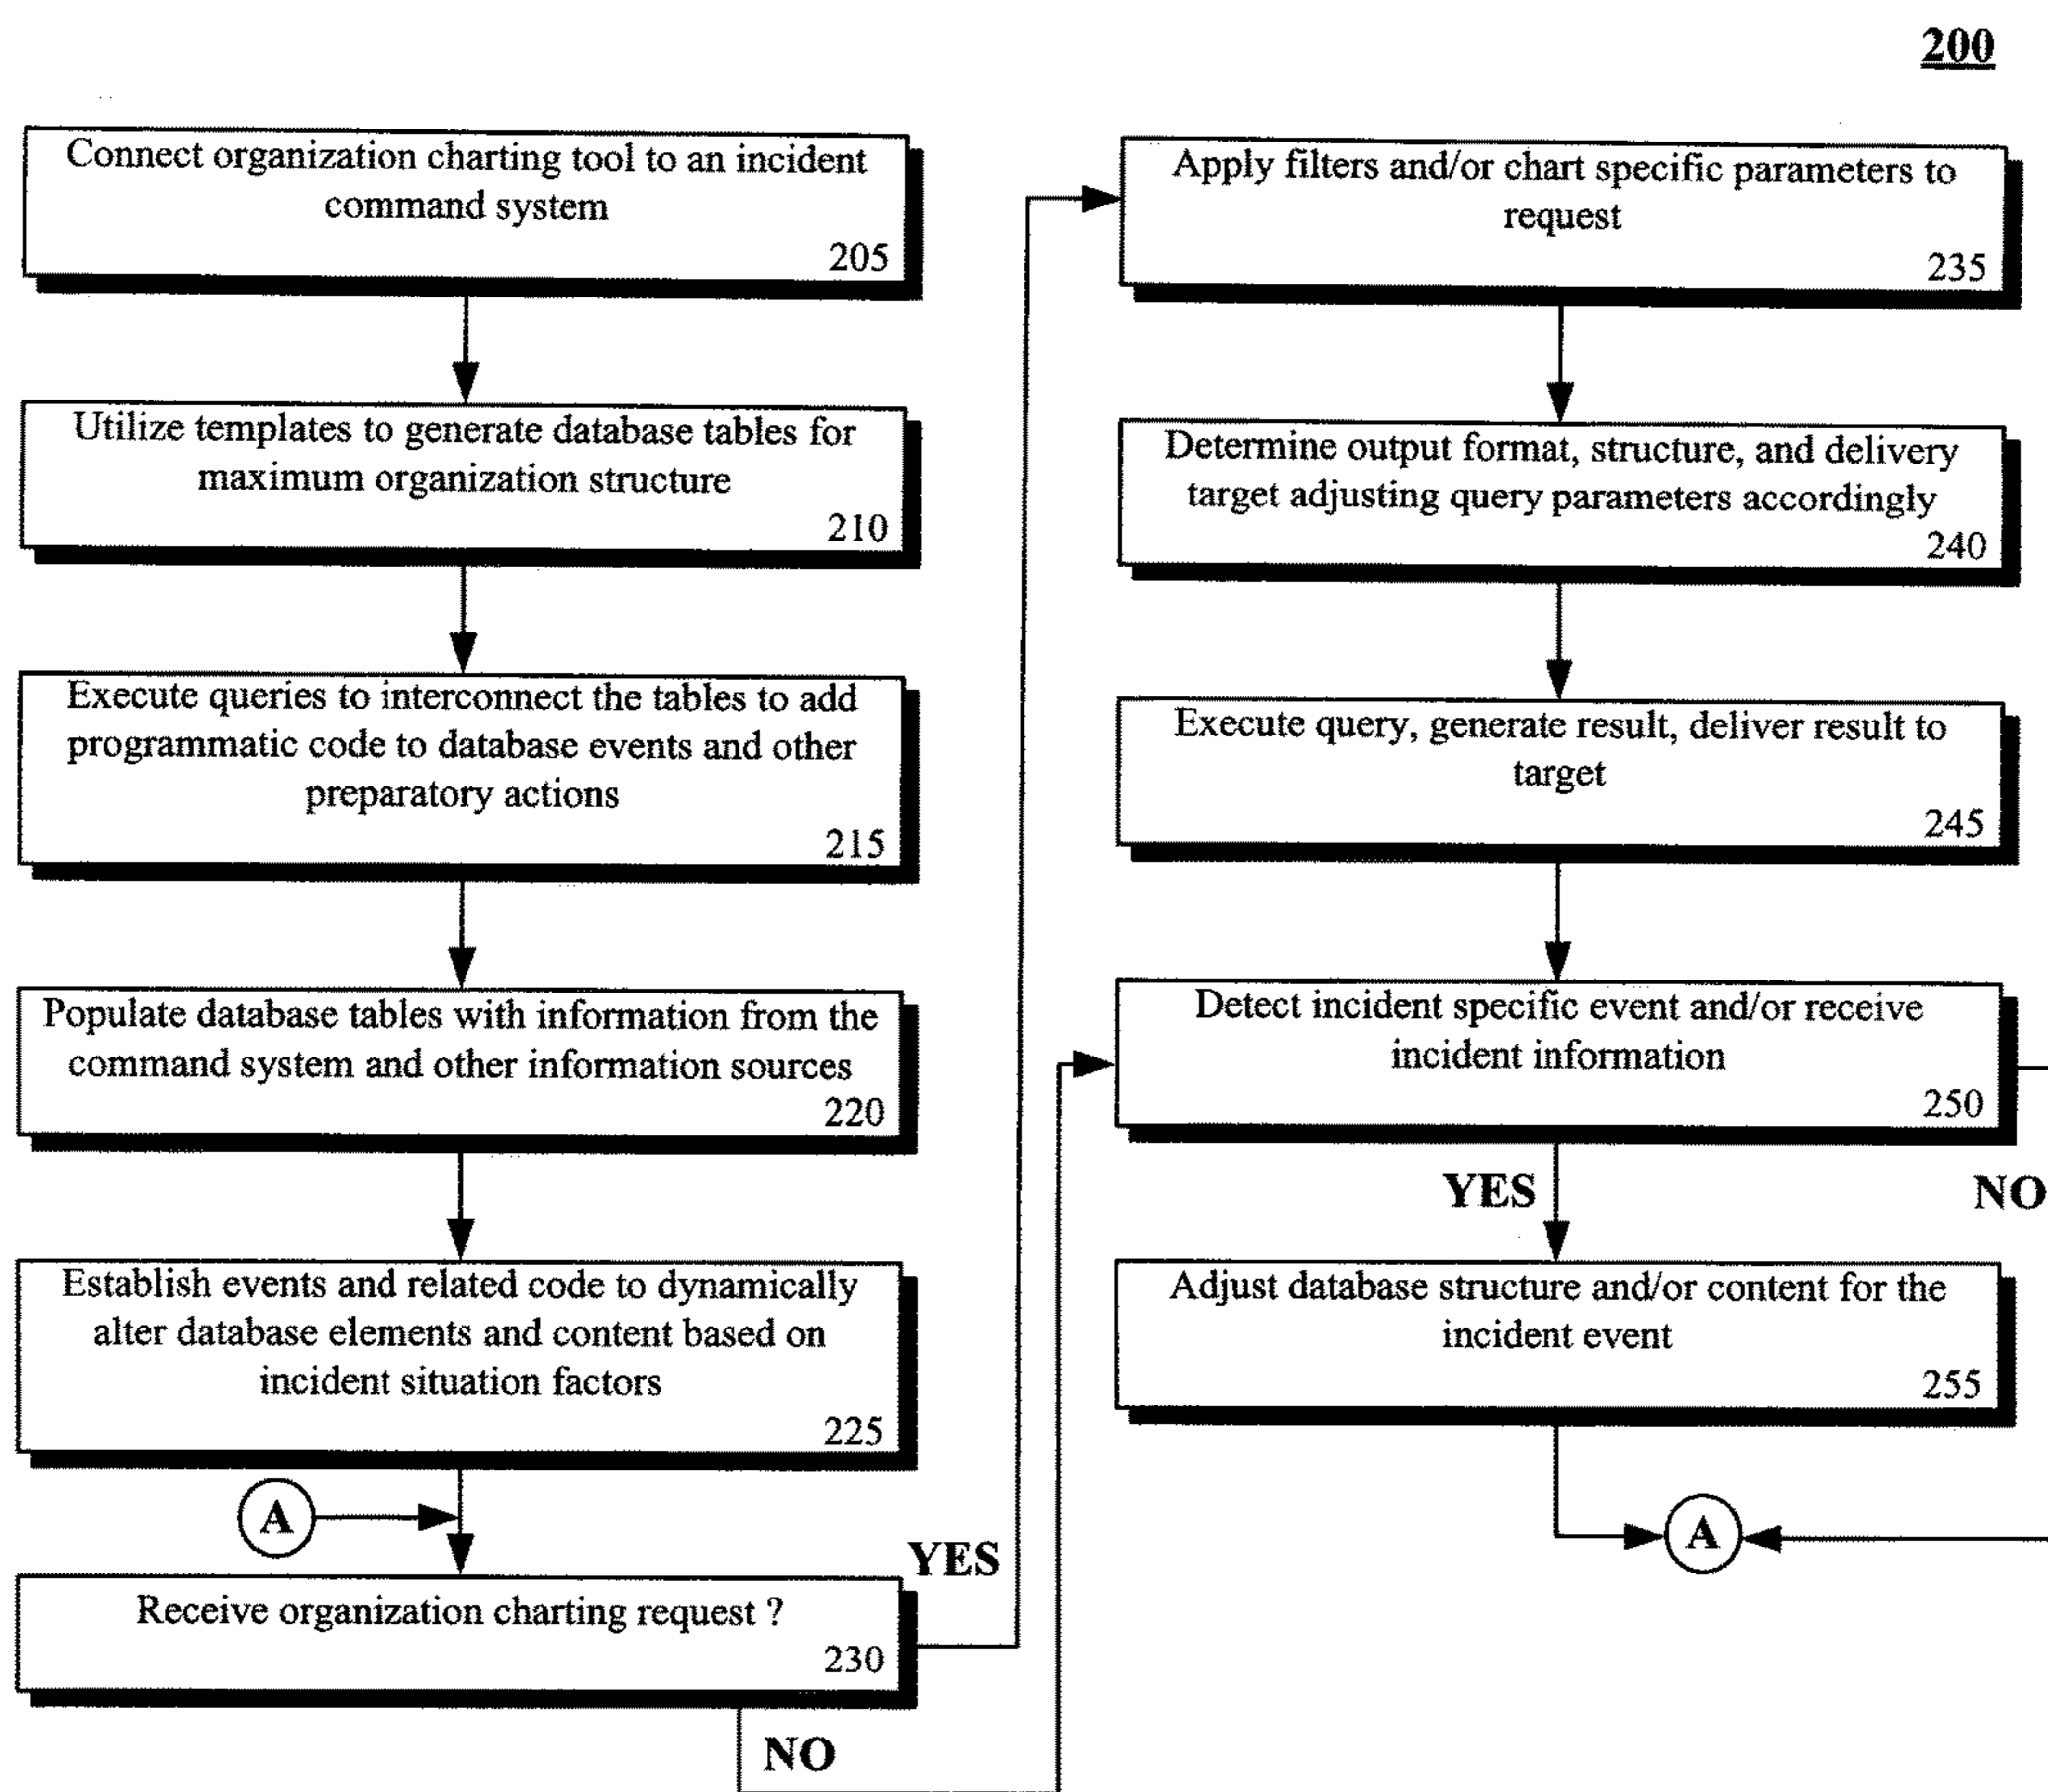 200
Connect organization charting tool to an incident
command system
205
Utilize templates to generate database tables for
maximum organization structure
210
Execute queries to interconnect the tables to add
programmatic code to database events and other
preparatory actions
215
Populate database tables with information from the
command system and other information sources
220
Establish events and related code to dynamically
alter database elements and content based on
incident situation factors
225
A
YES
Receive organization charting request ?
230
NO
Apply filters and/or chart specific parameters to
request
235
Determine output format, structure, and delivery
target adjusting query parameters accordingly
240
Execute query, generate result, deliver result to
target
245
Detect incident specific event and/or receive
incident information
250
YES
NO
Adjust database structure and/or content for the
incident event
255
A